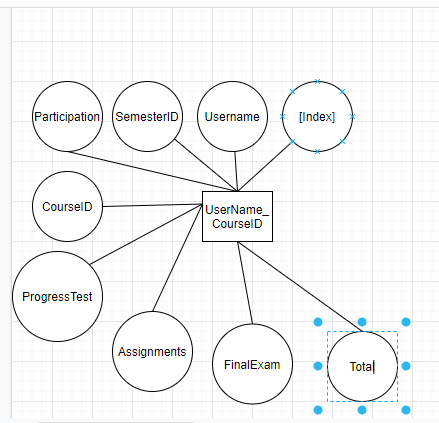 Participation
SemesterID
Username
[Index]
CourseID
UserName_
CourseID
ProgressTest
Assignments
FinalExam
Total